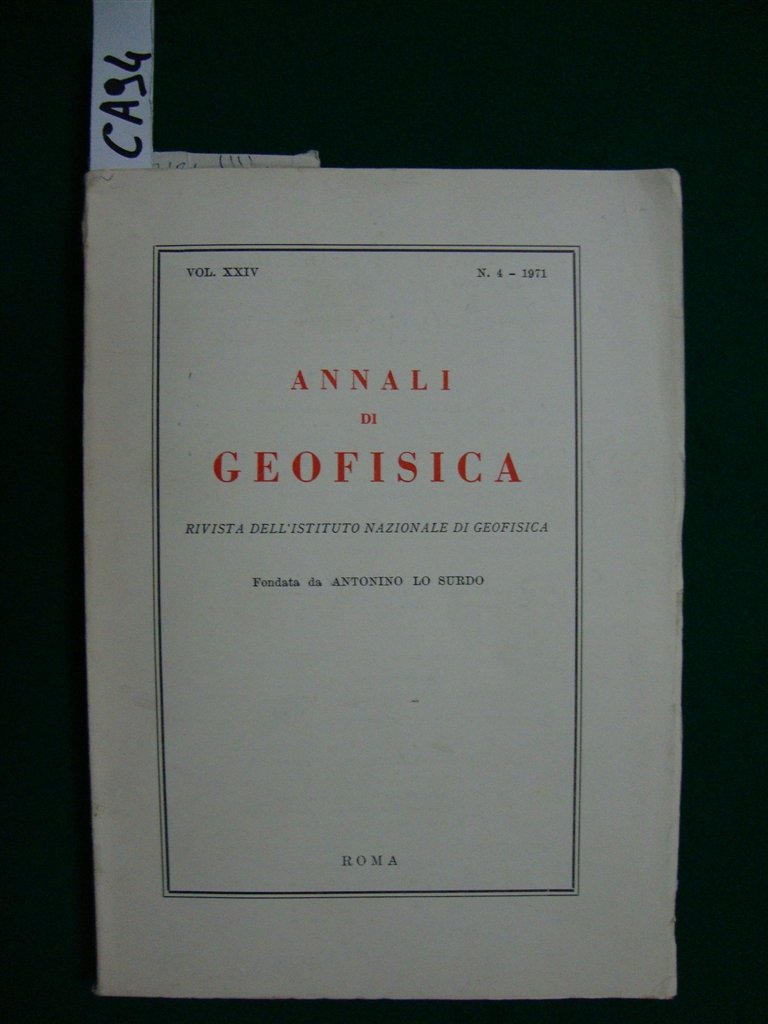 CA94
VOL. XXIV
N. 4 - 1971
ANNALI
DI
GEOFISICA
RIVISTA DELL'ISTITUTO NAZIONALE DI GEOFISICA
Fondata da ANTONINO LO SURDO
ROMA